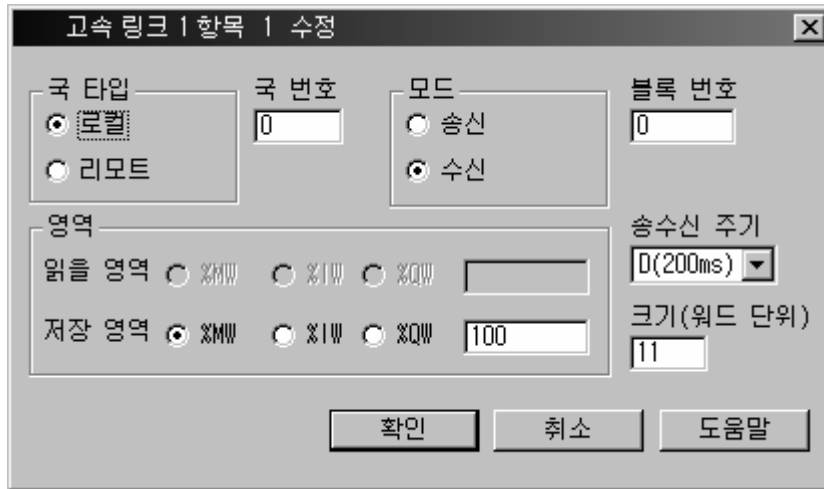 고속 링크 1 항목 1 수정
국 타입
로컬
리모트
국 번호
0
모드
송신
수신
블록 번호
0
영역
읽을 영역 %MW %IW %QW
저장 영역 %MW %IW %QW 100
송수신 주기
D(200ms)
크기(워드 단위)
11
확인 취소 도움말